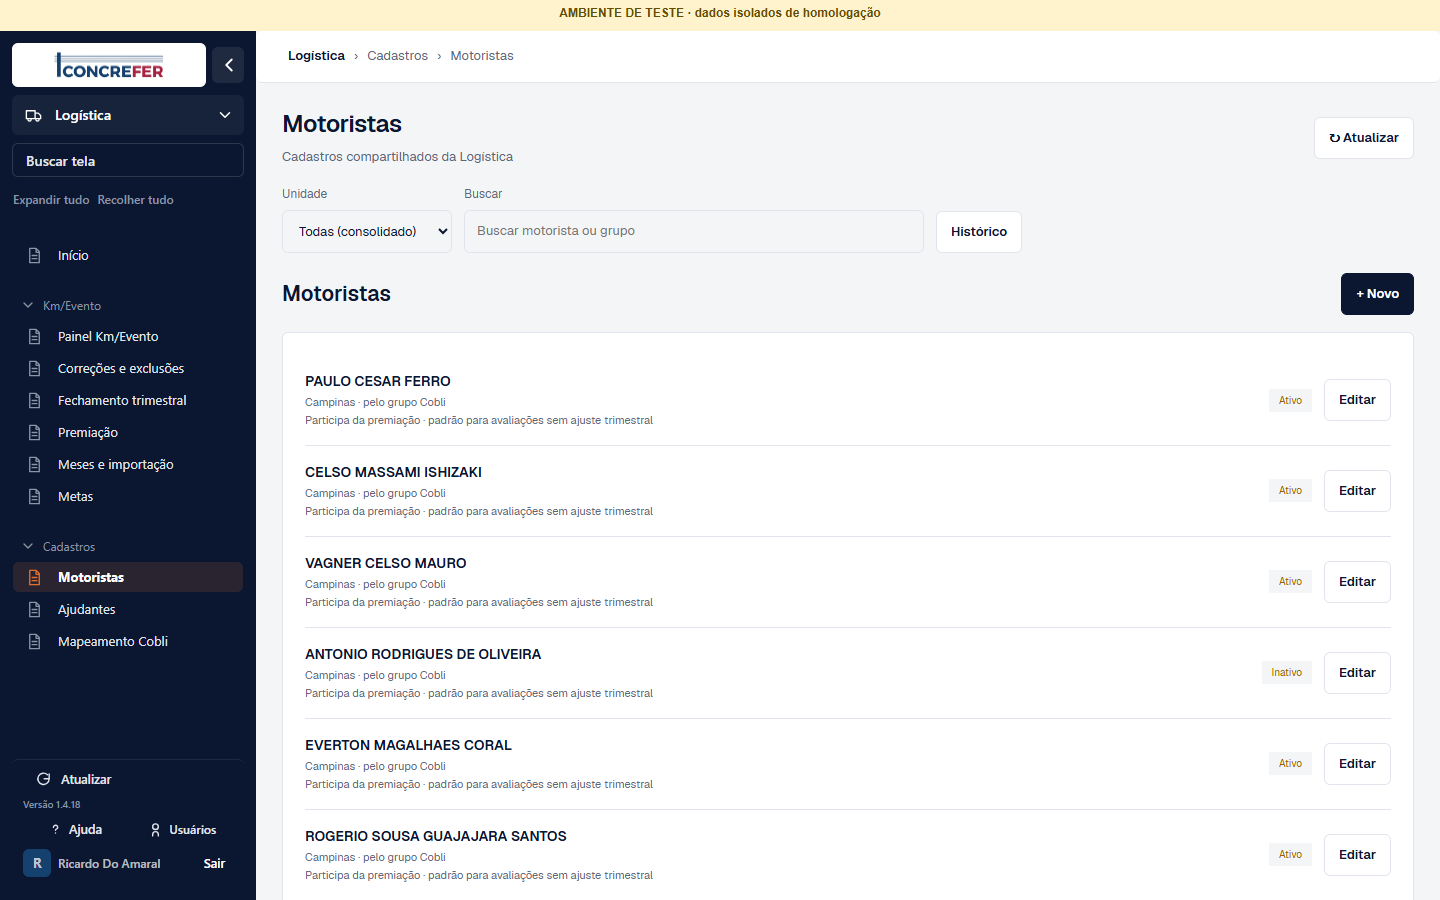 AMBIENTE DE TESTE · dados isolados de homologação
CONCREFER
Logística
Buscar tela
Expandir tudo Recolher tudo
Início
Km/Evento
Painel Km/Evento
Correções e exclusões
Fechamento trimestral
Premiação
Meses e importação
Metas
Cadastros
Motoristas
Ajudantes
Mapeamento Cobli
Atualizar
Versão 1.4.18
? Ajuda Usuários
R Ricardo Do Amaral Sair
Logística › Cadastros › Motoristas
Motoristas
Cadastros compartilhados da Logística
↻ Atualizar
Unidade Buscar
Todas (consolidado) Buscar motorista ou grupo Histórico
Motoristas
+ Novo
PAULO CESAR FERRO
Campinas · pelo grupo Cobli
Participa da premiação · padrão para avaliações sem ajuste trimestral
Ativo Editar
CELSO MASSAMI ISHIZAKI
Campinas · pelo grupo Cobli
Participa da premiação · padrão para avaliações sem ajuste trimestral
Ativo Editar
VAGNER CELSO MAURO
Campinas · pelo grupo Cobli
Participa da premiação · padrão para avaliações sem ajuste trimestral
Ativo Editar
ANTONIO RODRIGUES DE OLIVEIRA
Campinas · pelo grupo Cobli
Participa da premiação · padrão para avaliações sem ajuste trimestral
Inativo Editar
EVERTON MAGALHAES CORAL
Campinas · pelo grupo Cobli
Participa da premiação · padrão para avaliações sem ajuste trimestral
Ativo Editar
ROGERIO SOUSA GUAJAJARA SANTOS
Campinas · pelo grupo Cobli
Participa da premiação · padrão para avaliações sem ajuste trimestral
Ativo Editar